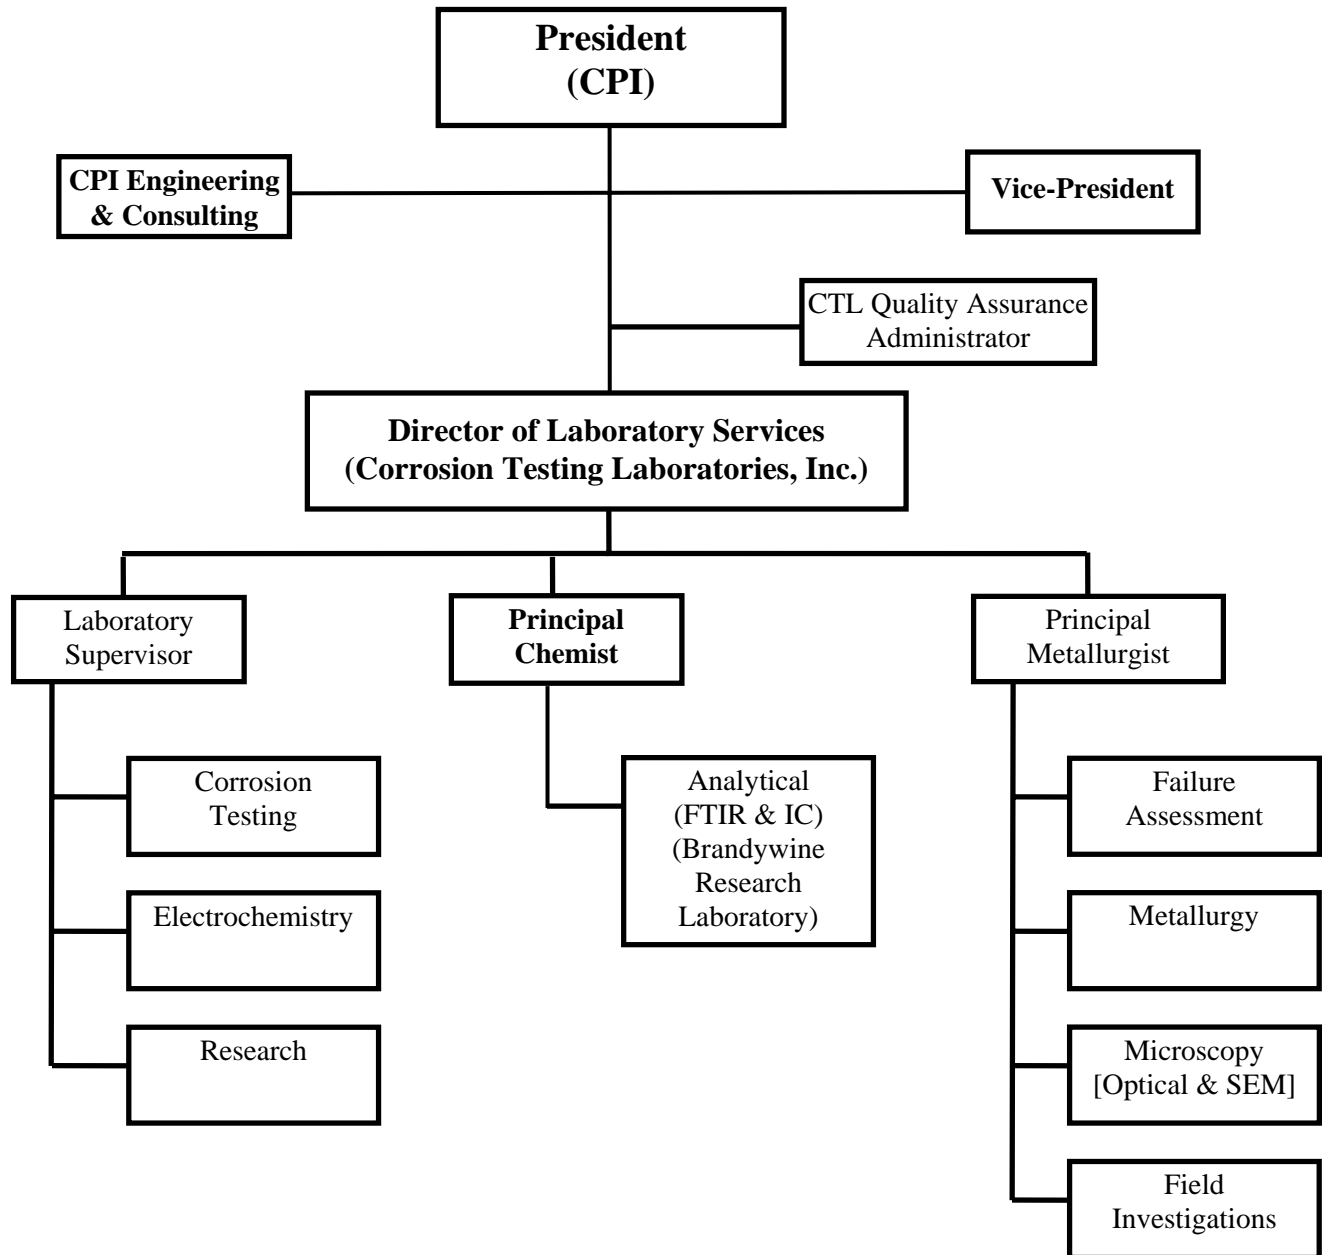 President
(CPI)
CPI Engineering
& Consulting
Vice-President
CTL Quality Assurance
Administrator
Director of Laboratory Services
(Corrosion Testing Laboratories, Inc.)
Laboratory
Supervisor
Principal
Chemist
Principal
Metallurgist
Corrosion
Testing
Electrochemistry
Research
Analytical
(FTIR & IC)
(Brandywine
Research
Laboratory)
Failure
Assessment
Metallurgy
Microscopy
[Optical & SEM]
Field
Investigations